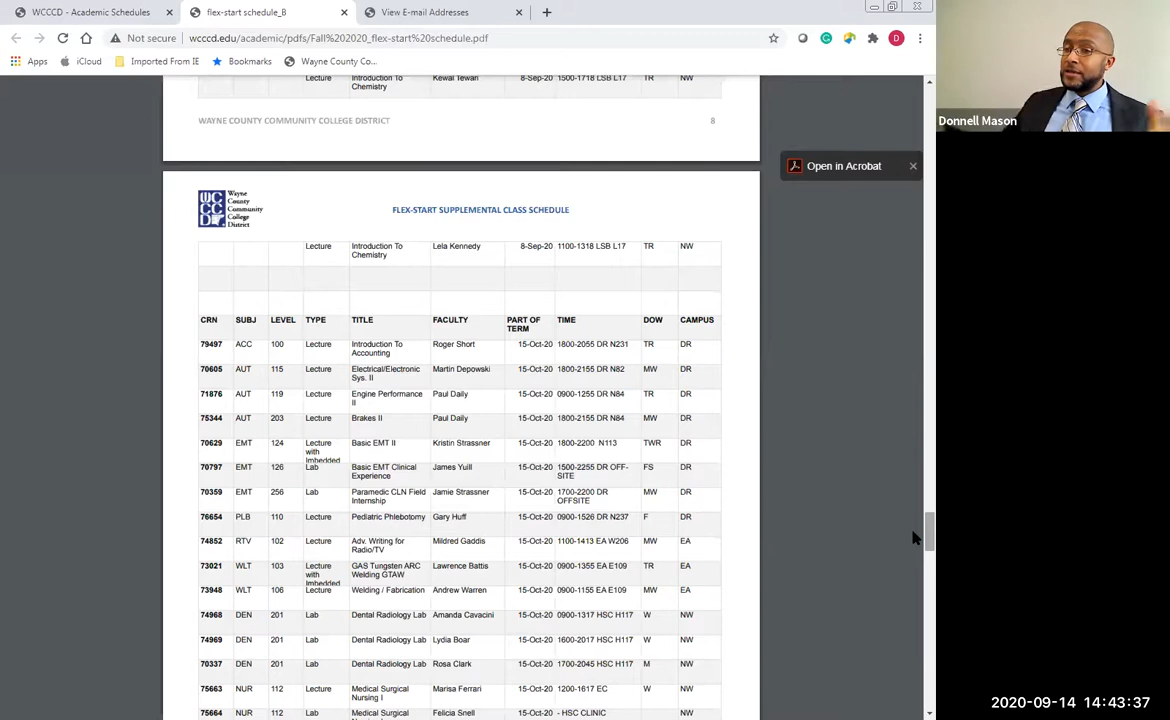 WCCCD - Academic Schedules × flex-start schedule_B × View E-mail Addresses × +
Not secure wcccd.edu/academic/pdfs/Fall%202020_flex-start%20schedule.pdf D
Apps iCloud Imported From IE Bookmarks Wayne County Co...
Lecture Introduction To Chemistry Kewal Tewari 8-Sep-20 1500-1718 LSB L17 TR NW
WAYNE COUNTY COMMUNITY COLLEGE DISTRICT 8
Open in Acrobat ×
Donnell Mason
WCCCD
Wayne
County
Community
College
District
FLEX-START SUPPLEMENTAL CLASS SCHEDULE
Lecture Introduction To Chemistry Lela Kennedy 8-Sep-20 1100-1318 LSB L17 TR NW
CRN SUBJ LEVEL TYPE TITLE FACULTY PART OF TERM TIME DOW CAMPUS
79497 ACC 100 Lecture Introduction To Accounting Roger Short 15-Oct-20 1800-2055 DR N231 TR DR
70605 AUT 115 Lecture Electrical/Electronic Sys. II Martin Depowski 15-Oct-20 1800-2155 DR N82 MW DR
71876 AUT 119 Lecture Engine Performance II Paul Daily 15-Oct-20 0900-1255 DR N84 TR DR
75344 AUT 203 Lecture Brakes II Paul Daily 15-Oct-20 1800-2155 DR N84 MW DR
70629 EMT 124 Lecture with Imbedded Basic EMT II Kristin Strassner 15-Oct-20 1800-2200 N113 TWR DR
70797 EMT 126 Lab Basic EMT Clinical Experience James Yuill 15-Oct-20 1500-2255 DR OFF-SITE FS DR
70359 EMT 256 Lab Paramedic CLN Field Internship Jamie Strassner 15-Oct-20 1700-2200 DR OFFSITE MW DR
76654 PLB 110 Lecture Pediatric Phlebotomy Gary Huff 15-Oct-20 0900-1526 DR N237 F DR
74852 RTV 102 Lecture Adv. Writing for Radio/TV Mildred Gaddis 15-Oct-20 1100-1413 EA W206 MW EA
73021 WLT 103 Lecture with Imbedded GAS Tungsten ARC Welding GTAW Lawrence Battis 15-Oct-20 0900-1355 EA E109 TR EA
73948 WLT 106 Lecture Welding / Fabrication Andrew Warren 15-Oct-20 0900-1155 EA E109 MW EA
74968 DEN 201 Lab Dental Radiology Lab Amanda Cavacini 15-Oct-20 0900-1317 HSC H117 W NW
74969 DEN 201 Lab Dental Radiology Lab Lydia Boar 15-Oct-20 1600-2017 HSC H117 W NW
70337 DEN 201 Lab Dental Radiology Lab Rosa Clark 15-Oct-20 1700-2045 HSC H117 M NW
75663 NUR 112 Lecture Medical Surgical Nursing I Marisa Ferrari 15-Oct-20 1200-1617 EC W NW
75664 NUR 112 Lab Medical Surgical Felicia Snell 15-Oct-20 - HSC CLINIC NW
2020-09-14 14:43:37